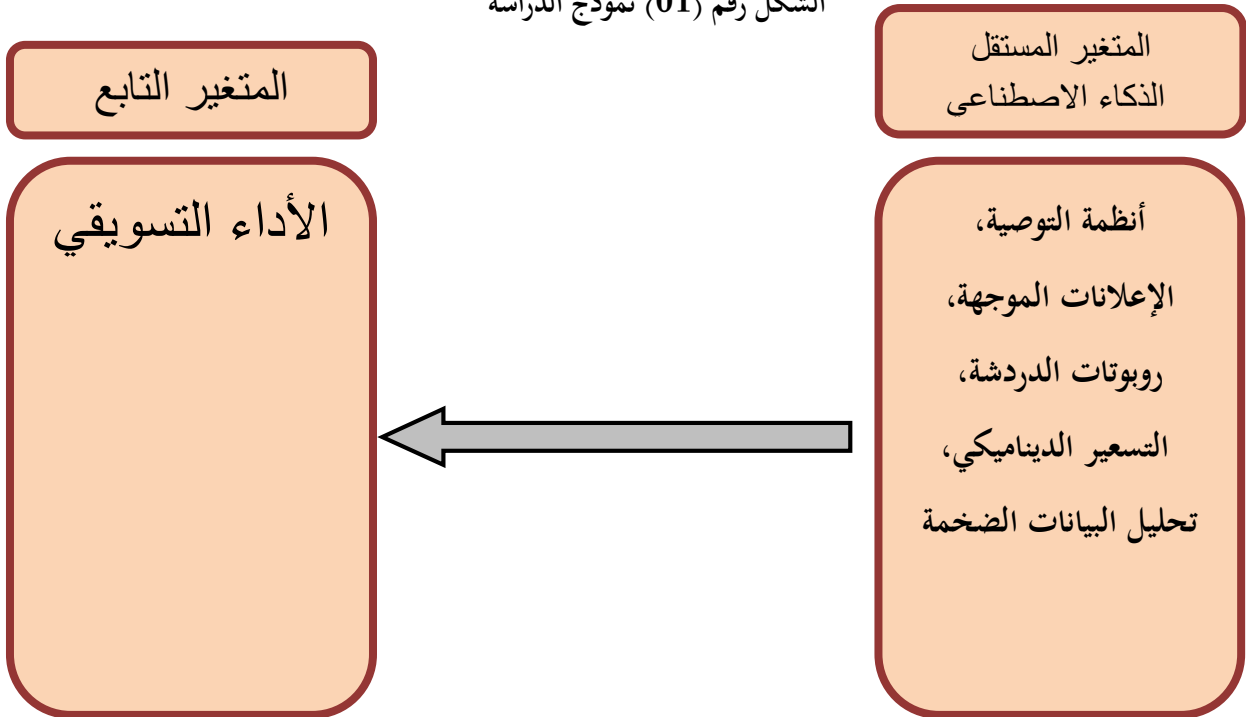 الشكل رقم (01) نموذج الدراسة
المتغير المستقل
الذكاء الاصطناعي
المتغير التابع
أنظمة التوصية،
الإعلانات الموجهة،
روبوتات الدردشة،
التسعير الديناميكي،
تحليل البيانات الضخمة
الأداء التسويقي